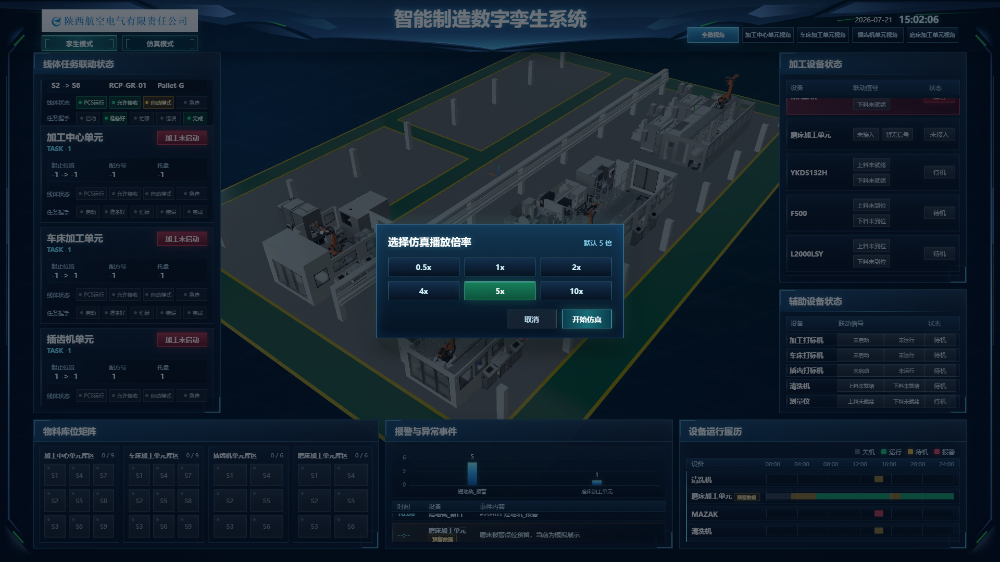 陕西航空电气有限责任公司
智能制造数字孪生系统
2026-07-21 15:02:06
孪生模式 仿真模式
全局视角 加工中心单元视角 车床加工单元视角 插齿机单元视角 磨床加工单元视角
线体任务联动状态
S2 -> S6 RCP-GR-01 Pallet-G
线体状态 PCS运行 允许接收 自动模式 急停
任务握手 启动 准备好 忙碌 错误 完成
加工中心单元 加工未启动
TASK -1
起止位置 配方号 托盘
-1 -> -1 -1 -1
线体状态 PCS运行 允许接收 自动模式 急停
任务握手 启动 准备好 忙碌 错误 完成
车床加工单元 加工未启动
TASK -1
起止位置 配方号 托盘
-1 -> -1 -1 -1
线体状态 PCS运行 允许接收 自动模式 急停
任务握手 启动 准备好 忙碌 错误 完成
插齿机单元 加工未启动
TASK -1
起止位置 配方号 托盘
-1 -> -1 -1 -1
线体状态 PCS运行 允许接收 自动模式 急停
选择仿真播放倍率 默认 5 倍
0.5x 1x 2x
4x 5x 10x
取消 开始仿真
加工设备状态
设备 联动信号 状态
MAZAK 报警
下料未就绪
磨床加工单元 未接入 暂无信号 未接入
YKD5132H 上料未就绪 待机
下料未就绪
F500 上料未到位 待机
下料未到位
L2000LSY 上料未到位 待机
下料未到位
辅助设备状态
设备 联动信号 状态
加工打标机 未启动 未运行 待机
车床打标机 未启动 未运行 待机
插齿打标机 未启动 未运行 待机
清洗机 上料未就绪 下料未就绪 待机
测量仪 上料未就绪 下料未就绪 待机
物料库位矩阵
加工中心单元库区 0 / 9 车床加工单元库区 0 / 9 插齿机单元库区 0 / 6 磨床加工单元库区 0 / 6
S1 S4 S7 S1 S4 S7 S1 S4 S1 S4
S2 S5 S8 S2 S5 S8 S2 S5 S2 S5
S3 S6 S9 S3 S6 S9 S3 S6 S3 S6
报警与异常事件
6
3
0
5
1
短地轨_报警 磨床加工单元
时间 设备 事件内容
10:06 短地轨_新口 #20403 短地轨_报警
--:-- 磨床加工单元 磨床报警点位预留，当前为模拟展示
预留数据
设备运行履历
关机 运行 待机 报警
设备 00:00 04:00 08:00 12:00 16:00 20:00 24:00
清洗机
磨床加工单元 预留数据
MAZAK
清洗机